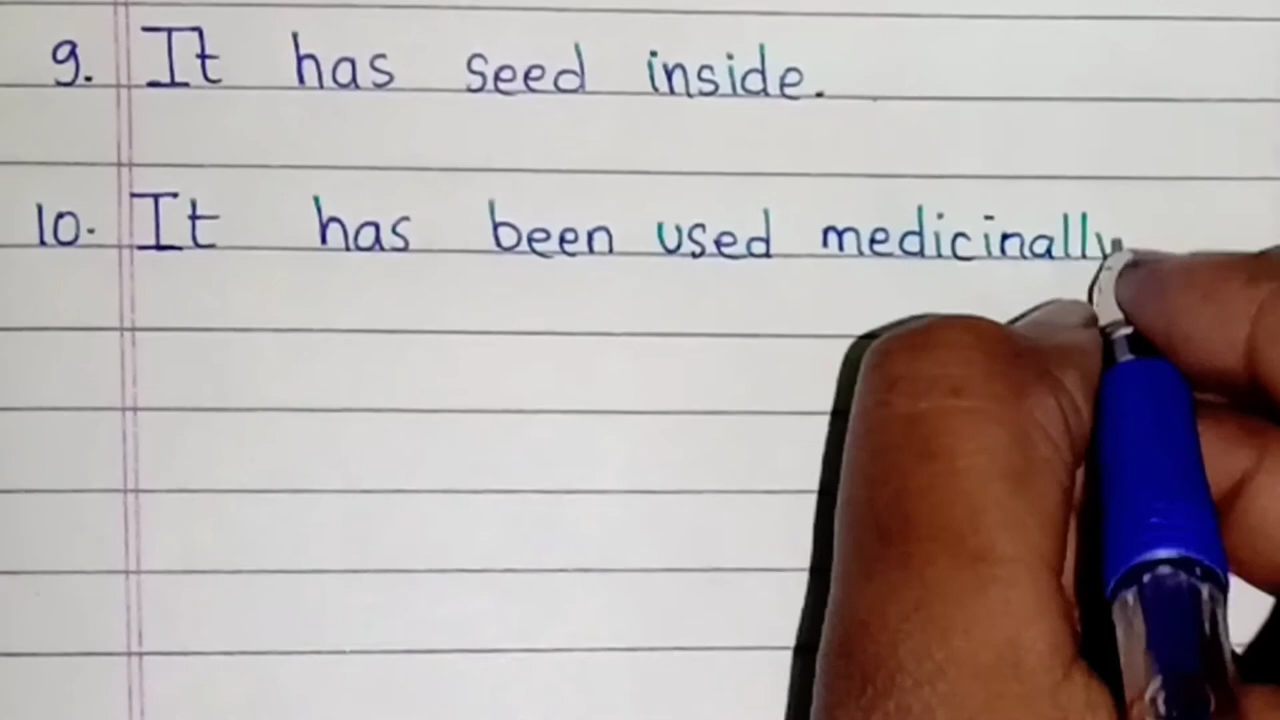 9. It has seed inside.
10. It has been used medicinally